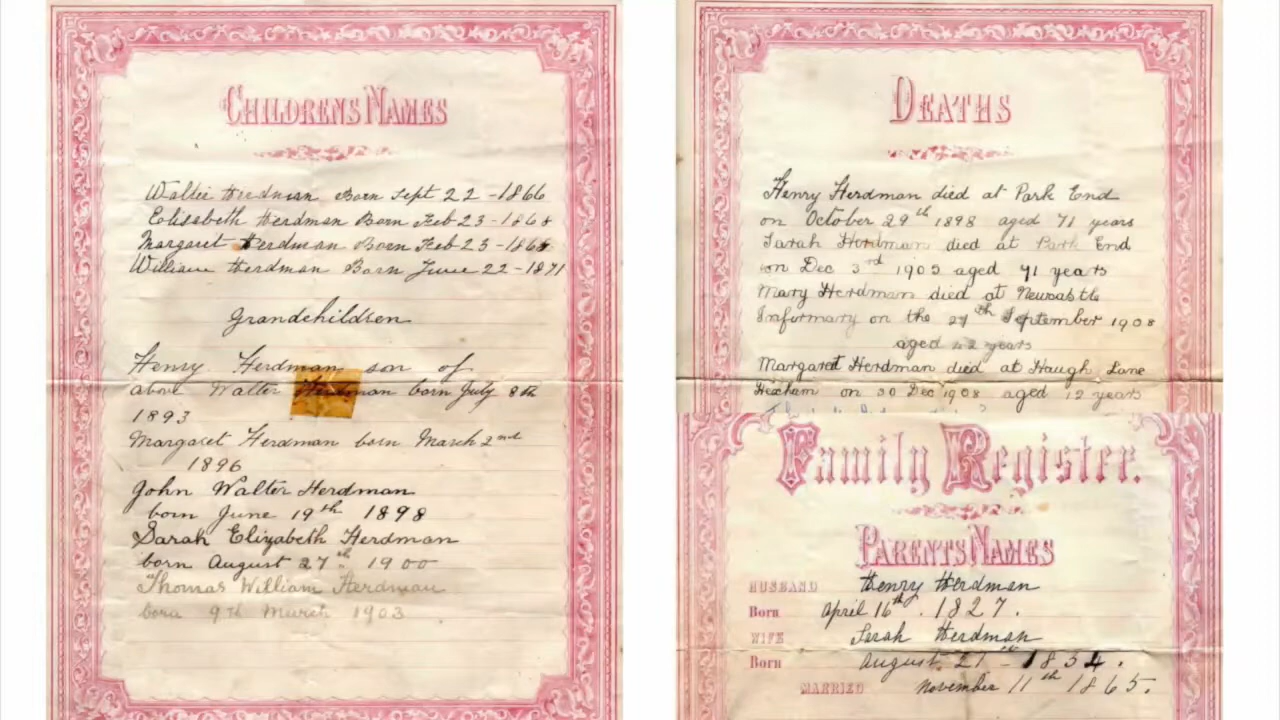 CHILDRENS NAMES
Walter Herdman Born Sept 22 - 1866
Elisabeth Herdman Born Feb 23 - 1868
Margaret Herdman Born Feb 23 - 1868
William Herdman Born June 22 - 1871
Grandchildren
Henry Herdman son of
above Walter Herdman born July 8th
1893
Margaret Herdman born March 2nd
1896
John Walter Herdman
born June 19th 1898
Sarah Elizabeth Herdman
born August 27th 1900
Thomas William Herdman
born 9th March 1903
DEATHS
Henry Herdman died at Park End
on October 29th 1898 aged 71 years
Sarah Herdman died at Park End
on Dec 3rd 1905 aged 71 years
Mary Herdman died at Newcastle
Infirmary on the 27th September 1908
aged 42 years
Margaret Herdman died at Haugh Lane
Hexham on 30 Dec 1908 aged 12 years
Family Register.
PARENTS NAMES
HUSBAND Henry Herdman
Born April 16th. 1827.
WIFE Sarah Herdman
Born August 21st - 1834.
MARRIED November 11th 1865.